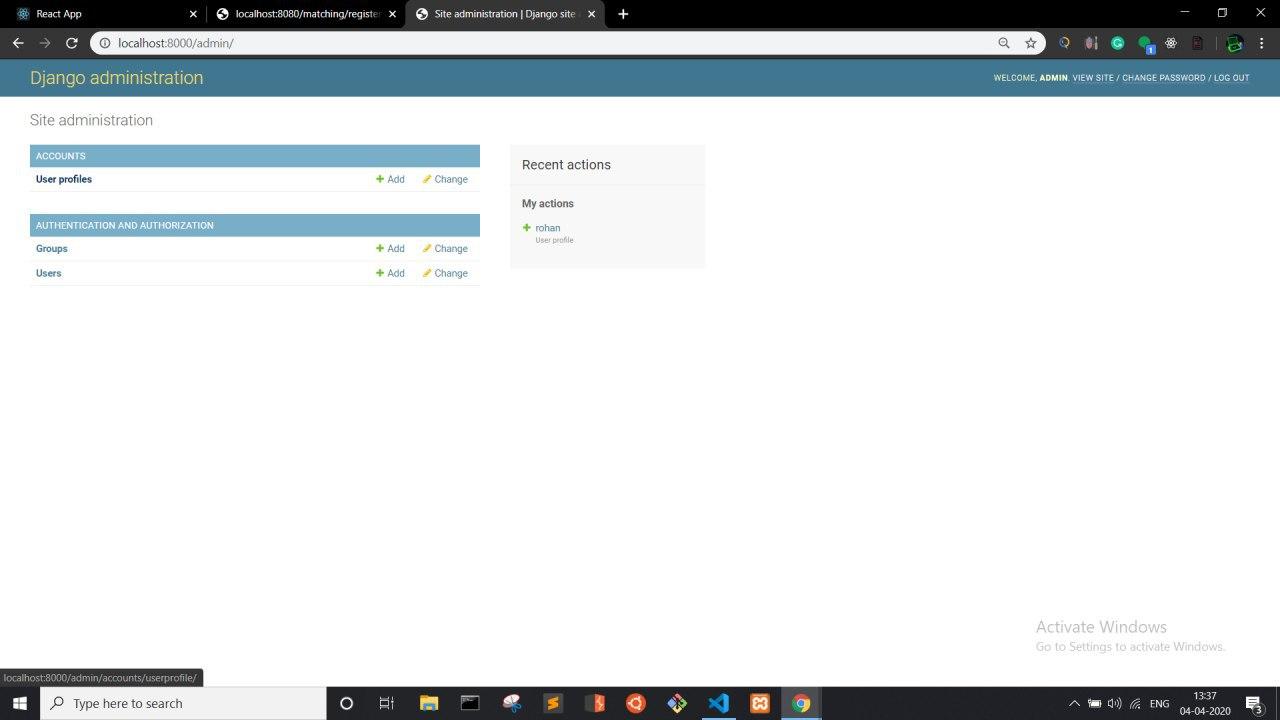 React App
localhost:8080/matching/register
Site administration | Django site
localhost:8000/admin/
1
Django administration
WELCOME, ADMIN. VIEW SITE / CHANGE PASSWORD / LOG OUT
Site administration
ACCOUNTS
User profiles Add Change
AUTHENTICATION AND AUTHORIZATION
Groups Add Change
Users Add Change
Recent actions
My actions
rohan
User profile
Activate Windows
Go to Settings to activate Windows.
localhost:8000/admin/accounts/userprofile/
Type here to search
ENG
13:37
04-04-2020
3